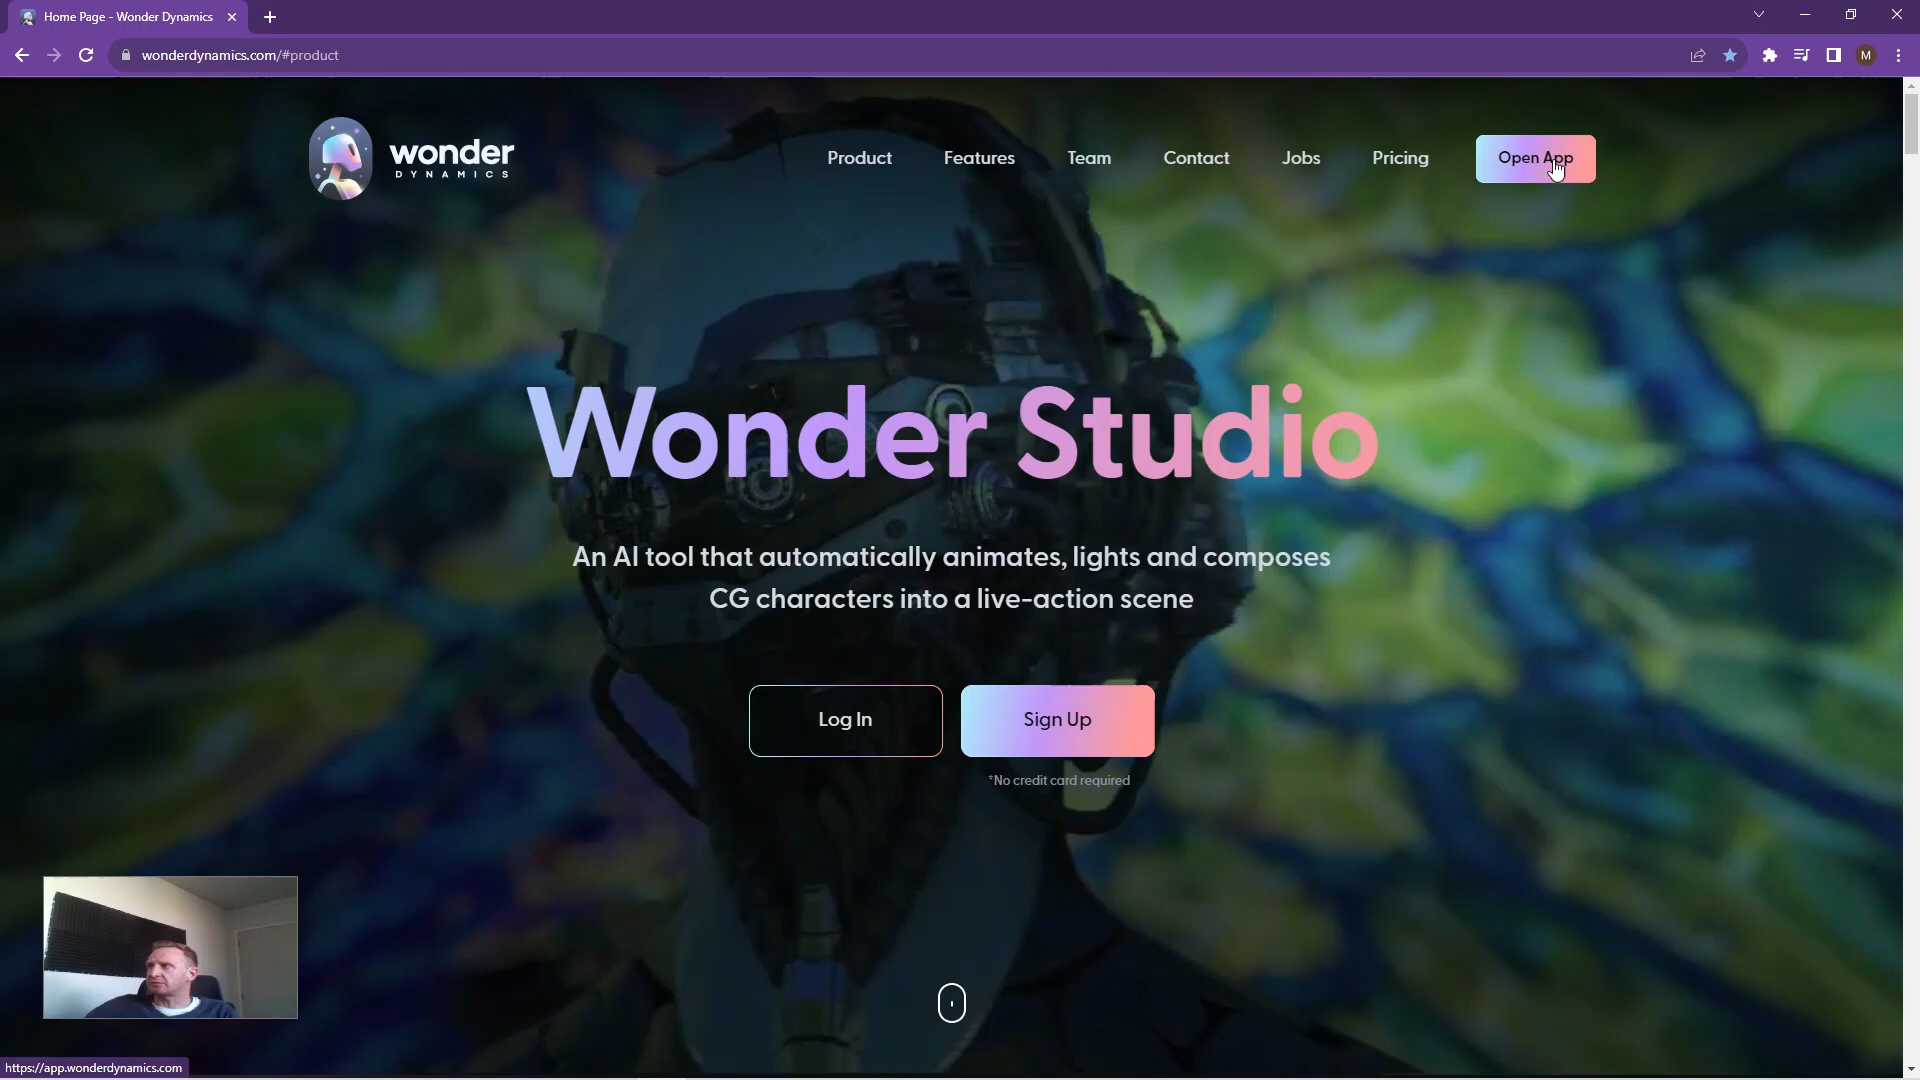 Home Page - Wonder Dynamics
wonderdynamics.com/#product
M
wonder
DYNAMICS
Product
Features
Team
Contact
Jobs
Pricing
Open App
Wonder Studio
An AI tool that automatically animates, lights and composes
CG characters into a live-action scene
Log In
Sign Up
*No credit card required
https://app.wonderdynamics.com